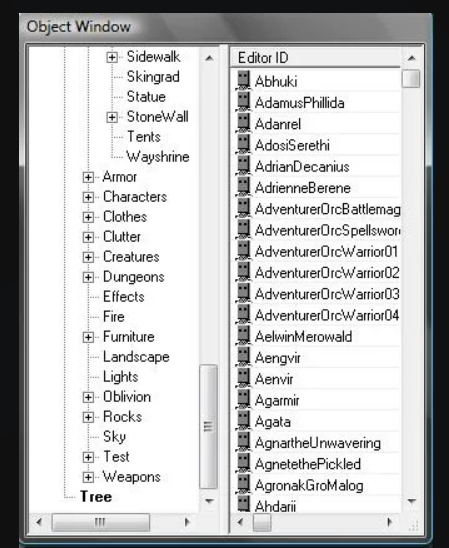 Object Window
Sidewalk
Skingrad
Statue
StoneWall
Tents
Wayshrine
Armor
Characters
Clothes
Clutter
Creatures
Dungeons
Effects
Fire
Furniture
Landscape
Lights
Oblivion
Rocks
Sky
Test
Weapons
Tree
Editor ID
Abhuki
AdamusPhillida
Adanrel
AdosiSerethi
AdrianDecanius
AdrienneBerene
AdventurerOrcBattlemag
AdventurerOrcSpellswor
AdventurerOrcWarrior01
AdventurerOrcWarrior02
AdventurerOrcWarrior03
AdventurerOrcWarrior04
AelwinMerowald
Aengvir
Aenvir
Agarmir
Agata
AgnartheUnwavering
AgnetethePickled
AgronakGroMalog
Ahdarii